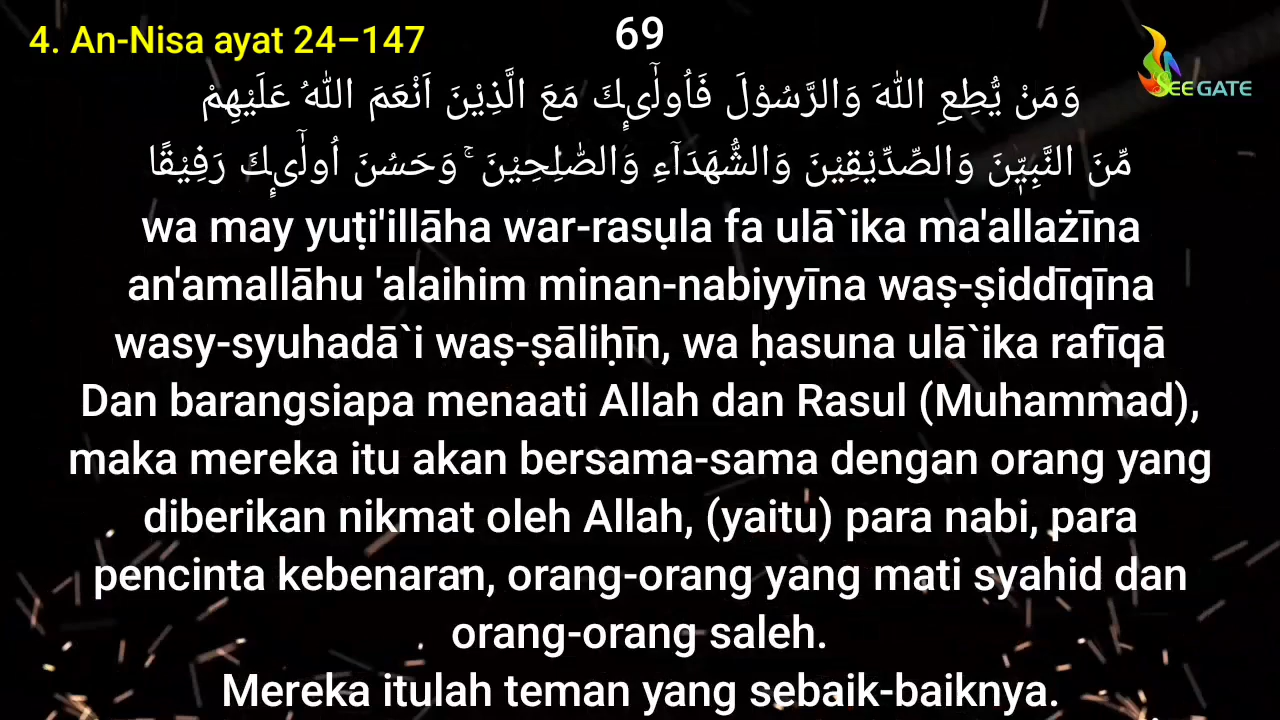 4. An-Nisa ayat 24–147
69
SEE GATE
وَمَنْ يُّطِعِ اللّٰهَ وَالرَّسُوْلَ فَاُولٰۤىِٕكَ مَعَ الَّذِيْنَ اَنْعَمَ اللّٰهُ عَلَيْهِمْ
مِّنَ النَّبِيّٖنَ وَالصِّدِّيْقِيْنَ وَالشُّهَدَاۤءِ وَالصّٰلِحِيْنَ ۚ وَحَسُنَ اُولٰۤىِٕكَ رَفِيْقًا
wa may yuṭi'illāha war-rasụla fa ulā`ika ma'allażīna
an'amallāhu 'alaihim minan-nabiyyīna waṣ-ṣiddīqīna
wasy-syuhadā`i waṣ-ṣāliḥīn, wa ḥasuna ulā`ika rafīqā
Dan barangsiapa menaati Allah dan Rasul (Muhammad),
maka mereka itu akan bersama-sama dengan orang yang
diberikan nikmat oleh Allah, (yaitu) para nabi, para
pencinta kebenaran, orang-orang yang mati syahid dan
orang-orang saleh.
Mereka itulah teman yang sebaik-baiknya.